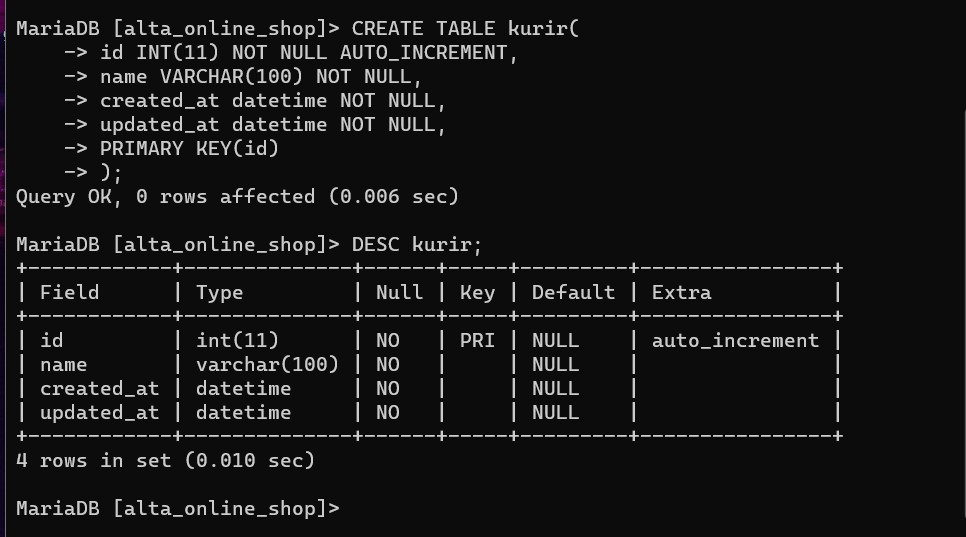 MariaDB [alta_online_shop]> CREATE TABLE kurir(
    -> id INT(11) NOT NULL AUTO_INCREMENT,
    -> name VARCHAR(100) NOT NULL,
    -> created_at datetime NOT NULL,
    -> updated_at datetime NOT NULL,
    -> PRIMARY KEY(id)
    -> );
Query OK, 0 rows affected (0.006 sec)

MariaDB [alta_online_shop]> DESC kurir;
+------------+--------------+------+-----+---------+----------------+
| Field      | Type         | Null | Key | Default | Extra          |
+------------+--------------+------+-----+---------+----------------+
| id         | int(11)      | NO   | PRI | NULL    | auto_increment |
| name       | varchar(100) | NO   |     | NULL    |                |
| created_at | datetime     | NO   |     | NULL    |                |
| updated_at | datetime     | NO   |     | NULL    |                |
+------------+--------------+------+-----+---------+----------------+
4 rows in set (0.010 sec)

MariaDB [alta_online_shop]>